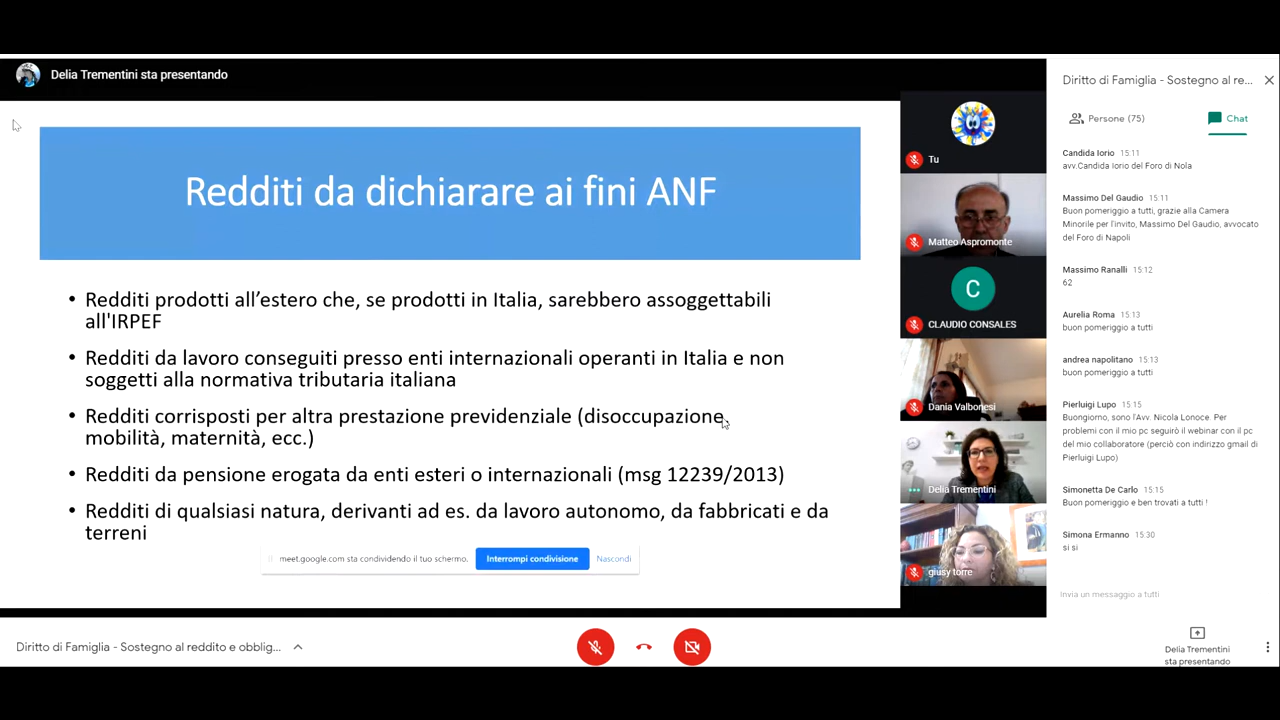 Delia Trementini sta presentando
Redditi da dichiarare ai fini ANF
• Redditi prodotti all’estero che, se prodotti in Italia, sarebbero assoggettabili
all'IRPEF
• Redditi da lavoro conseguiti presso enti internazionali operanti in Italia e non
soggetti alla normativa tributaria italiana
• Redditi corrisposti per altra prestazione previdenziale (disoccupazione,
mobilità, maternità, ecc.)
• Redditi da pensione erogata da enti esteri o internazionali (msg 12239/2013)
• Redditi di qualsiasi natura, derivanti ad es. da lavoro autonomo, da fabbricati e da
terreni
meet.google.com sta condividendo il tuo schermo.
Interrompi condivisione
Nascondi
Tu
Matteo Aspromonte
C
CLAUDIO CONSALES
Dania Valbonesi
Delia Trementini
giusy torre
Diritto di Famiglia - Sostegno al re...
Persone (75)
Chat
Candida Iorio 15:11
avv.Candida Iorio del Foro di Nola
Massimo Del Gaudio 15:11
Buon pomeriggio a tutti, grazie alla Camera
Minorile per l'invito, Massimo Del Gaudio, avvocato
del Foro di Napoli
Massimo Ranalli 15:12
62
Aurelia Roma 15:13
buon pomeriggio a tutti
andrea napolitano 15:13
buon pomeriggio a tutti
Pierluigi Lupo 15:15
Buongiorno, sono l'Avv. Nicola Lonoce. Per
problemi con il mio pc seguirò il webinar con il pc
del mio collaboratore (perciò con indirizzo gmail di
Pierluigi Lupo)
Simonetta De Carlo 15:15
Buon pomeriggio e ben trovati a tutti !
Simona Ermanno 15:30
si si
Invia un messaggio a tutti
Diritto di Famiglia - Sostegno al reddito e obblig...
Delia Trementini
sta presentando